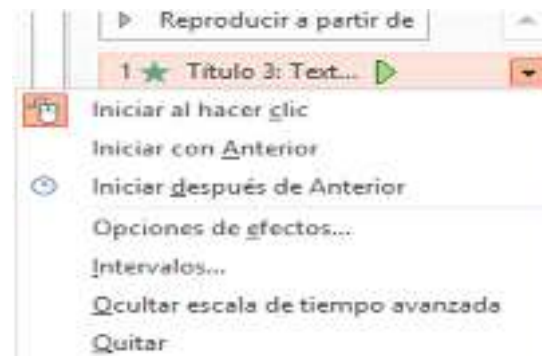 Reproducir a partir de
1 Título 3: Text...
Iniciar al hacer clic
Iniciar con Anterior
Iniciar después de Anterior
Opciones de efectos...
Intervalos...
Ocultar escala de tiempo avanzada
Quitar